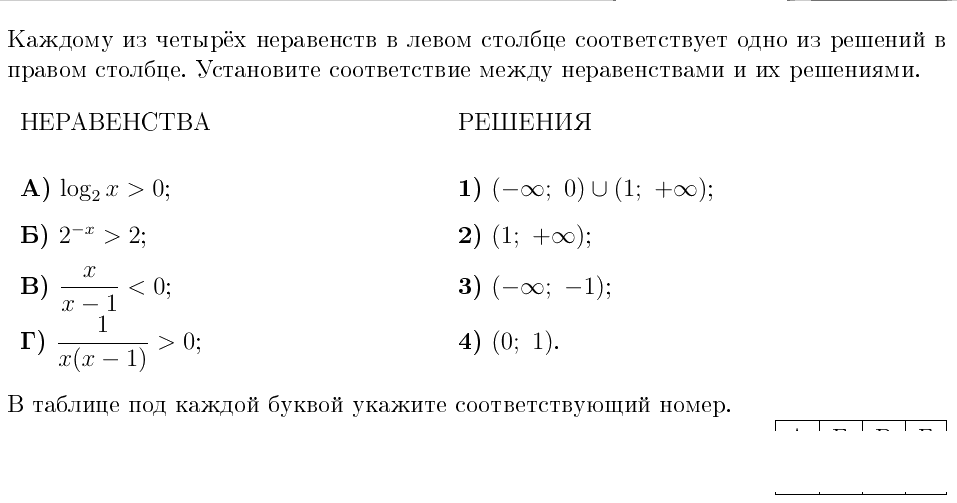 Каждому из четырёх неравенств в левом столбце соответствует одно из решений в
правом столбце. Установите соответствие между неравенствами и их решениями.
НЕРАВЕНСТВА РЕШЕНИЯ
А) log₂ x > 0; 1) (−∞; 0) ∪ (1; +∞);
Б) 2⁻ˣ > 2; 2) (1; +∞);
В) x/(x − 1) < 0; 3) (−∞; −1);
Г) 1/(x(x − 1)) > 0; 4) (0; 1).
В таблице под каждой буквой укажите соответствующий номер.